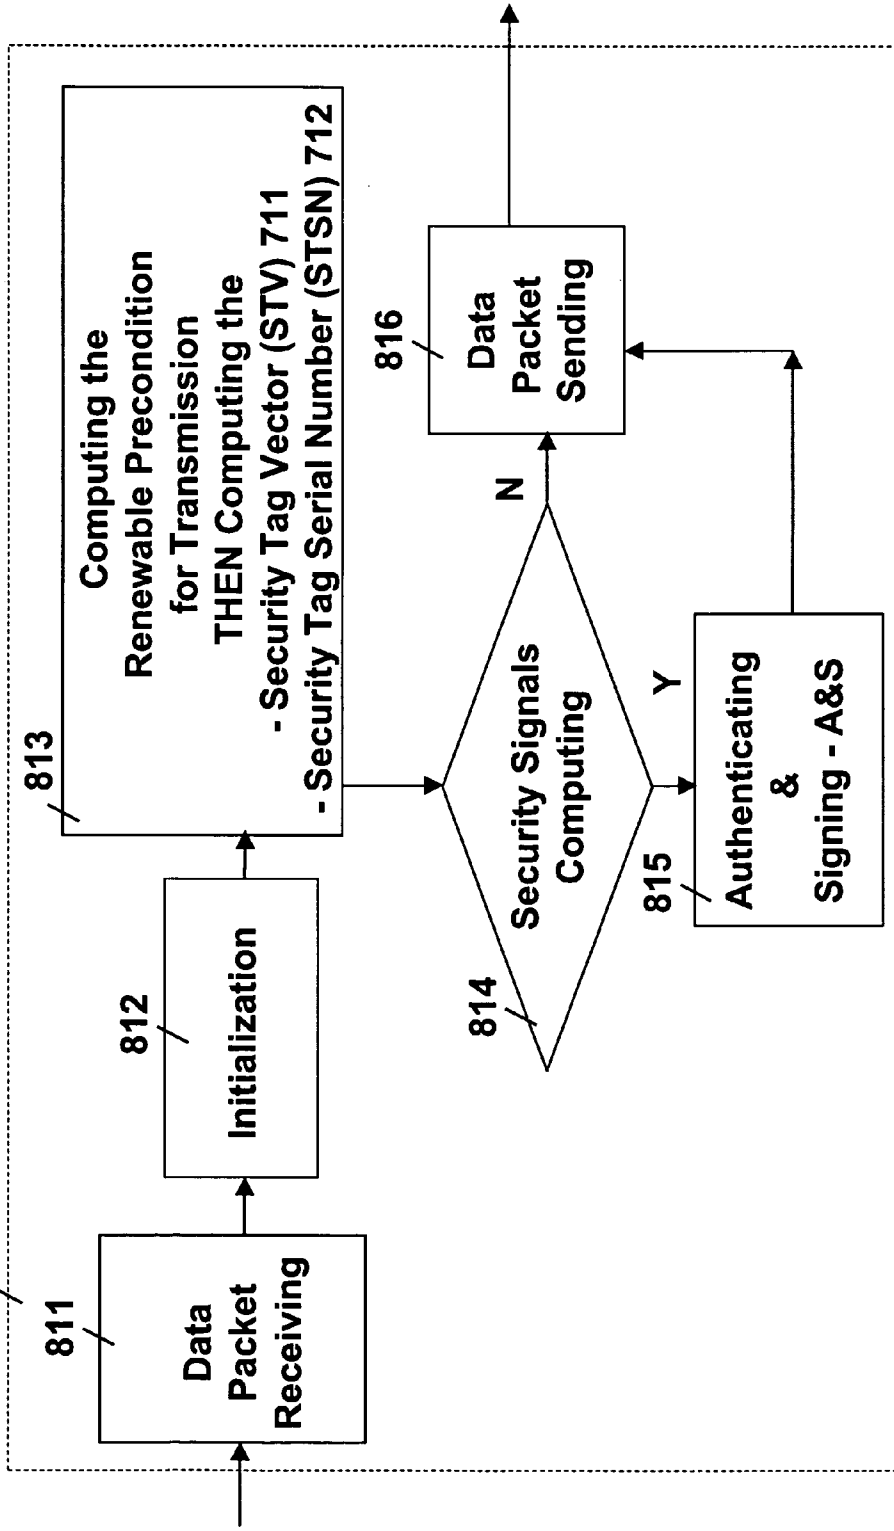 811
Data
Packet
Receiving
812
Initialization
813
Computing the
Renewable Precondition
for Transmission
THEN Computing the
- Security Tag Vector (STV) 711
- Security Tag Serial Number (STSN) 712
814
Security Signals
Computing
N
Y
815
Authenticating
&
Signing - A&S
816
Data
Packet
Sending